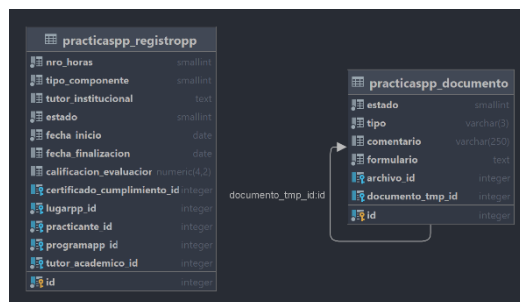 practicaspp_registropp
nro_horas smallint
tipo_componente smallint
tutor_institucional text
estado smallint
fecha_inicio date
fecha_finalizacion date
calificacion_evaluacior numeric(4,2)
certificado_cumplimiento_id integer
lugarpp_id integer
practicante_id integer
programapp_id integer
tutor_academico_id integer
id integer
documento_tmp_id:id
practicaspp_documento
estado smallint
tipo varchar(3)
comentario varchar(250)
formulario text
archivo_id integer
documento_tmp_id integer
id integer